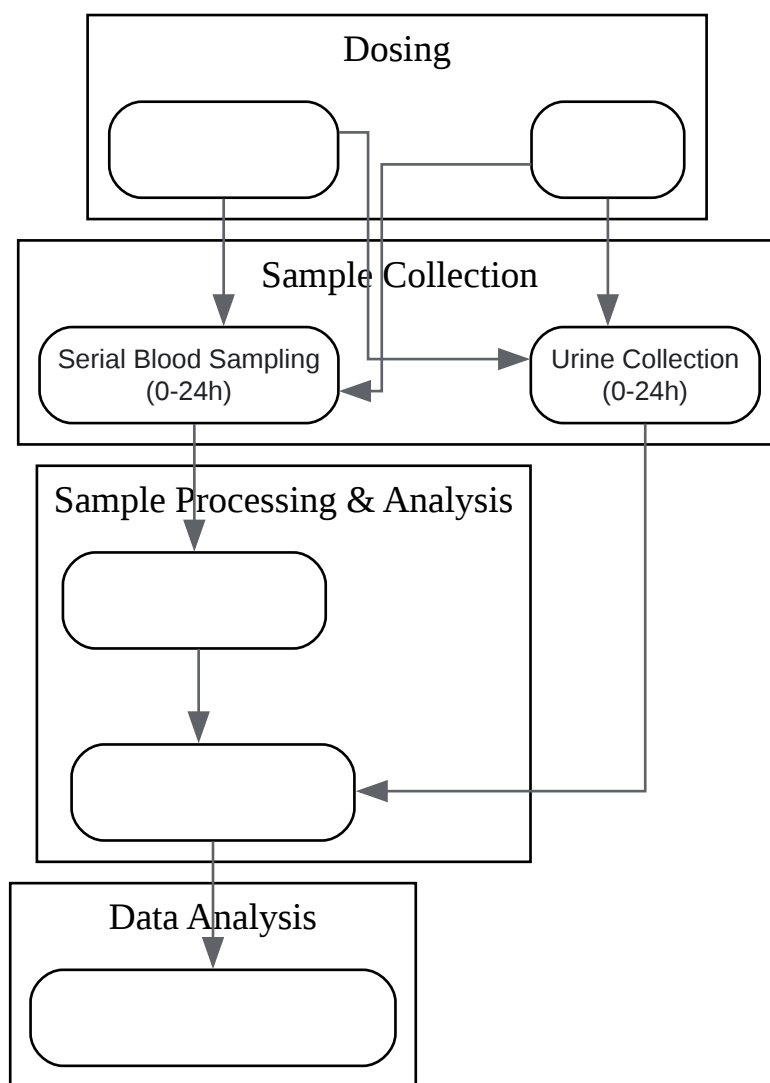 Dosing
Sample Collection
Serial Blood Sampling
(0-24h)
Urine Collection
(0-24h)
Sample Processing & Analysis
Data Analysis